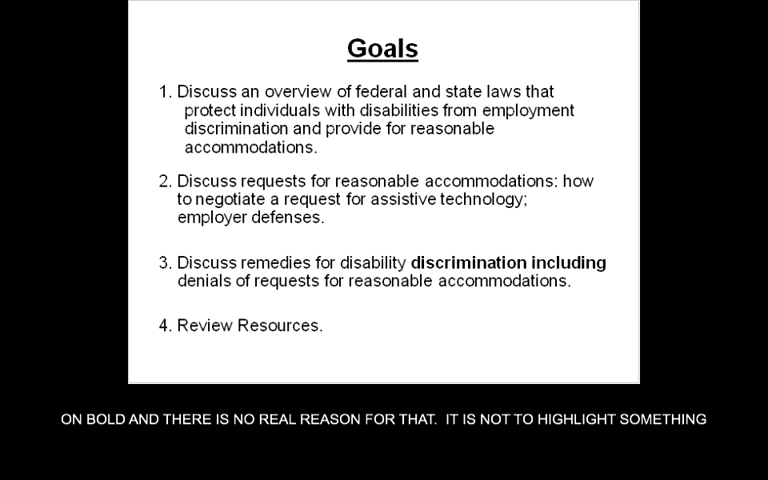 Goals
1. Discuss an overview of federal and state laws that
protect individuals with disabilities from employment
discrimination and provide for reasonable
accommodations.
2. Discuss requests for reasonable accommodations: how
to negotiate a request for assistive technology;
employer defenses.
3. Discuss remedies for disability discrimination including
denials of requests for reasonable accommodations.
4. Review Resources.
ON BOLD AND THERE IS NO REAL REASON FOR THAT.  IT IS NOT TO HIGHLIGHT SOMETHING